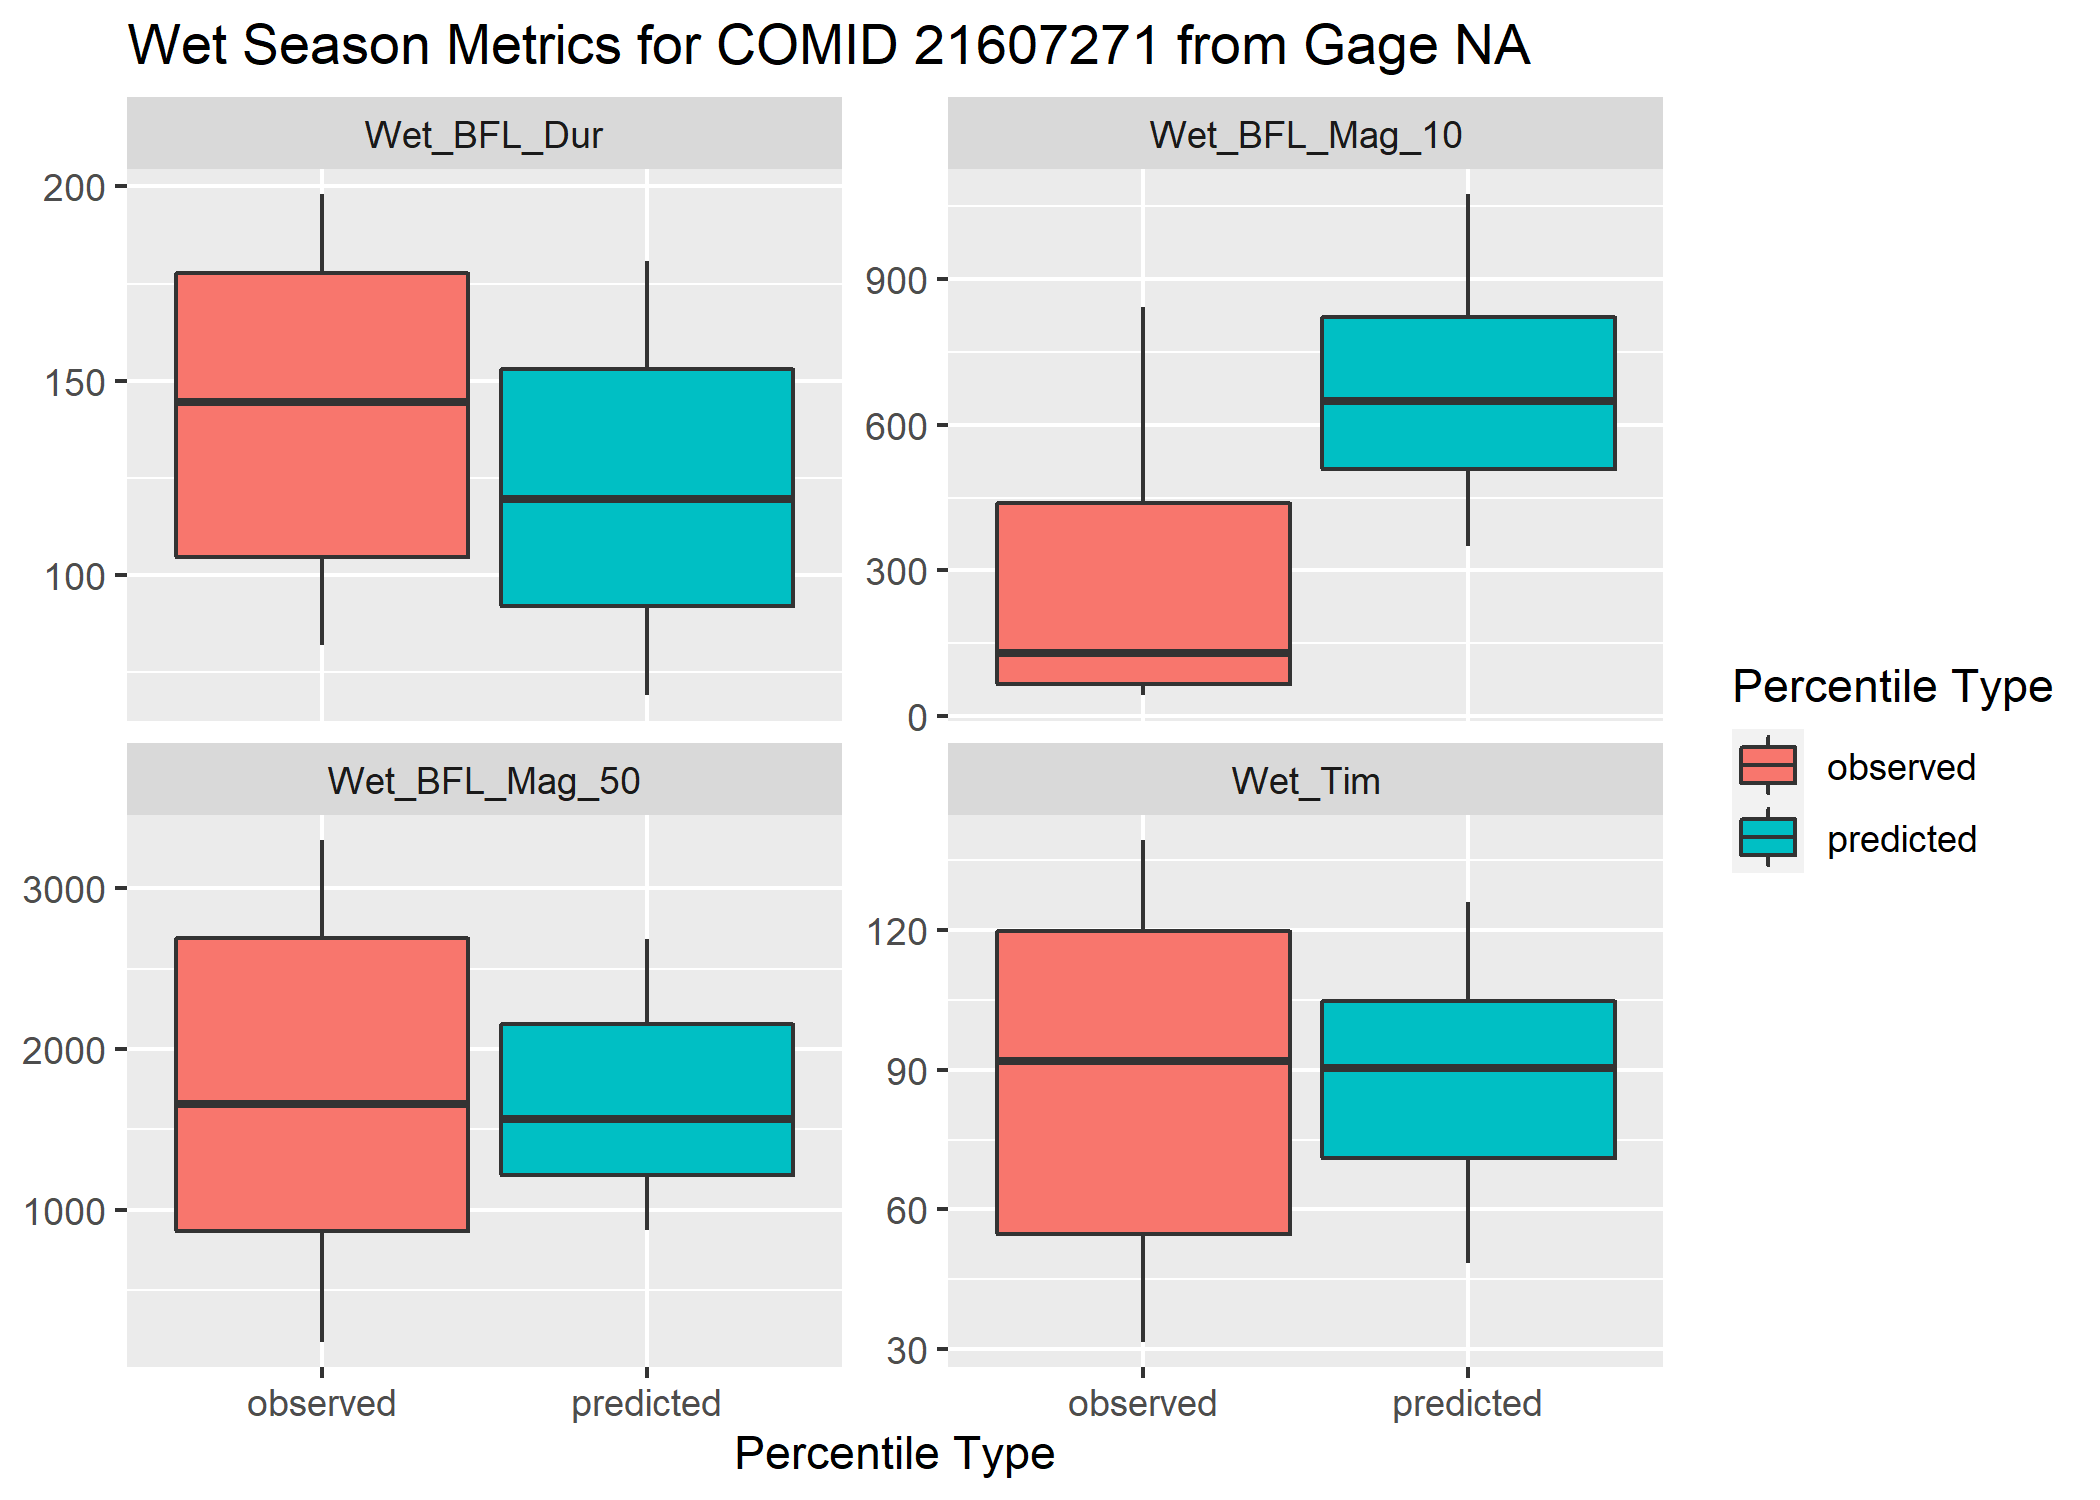 Wet Season Metrics for COMID 21607271 from Gage NA
Wet_BFL_Dur
200
150
100
Wet_BFL_Mag_10
900
600
300
0
Wet_BFL_Mag_50
3000
2000
1000
observed
predicted
Wet_Tim
120
90
60
30
observed
predicted
Percentile Type
Percentile Type
observed
predicted